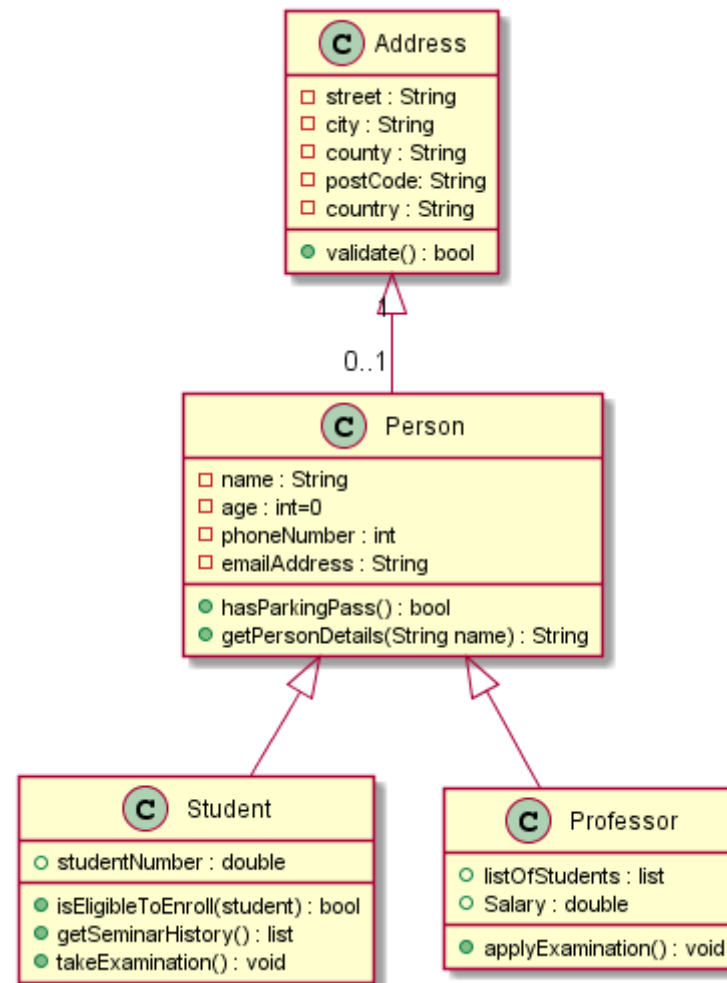 C Address
street : String
city : String
county : String
postCode: String
country : String
validate() : bool
1
0..1
C Person
name : String
age : int=0
phoneNumber : int
emailAddress : String
hasParkingPass() : bool
getPersonDetails(String name) : String
C Student
studentNumber : double
isEligibleToEnroll(student) : bool
getSeminarHistory() : list
takeExamination() : void
C Professor
listOfStudents : list
Salary : double
applyExamination() : void